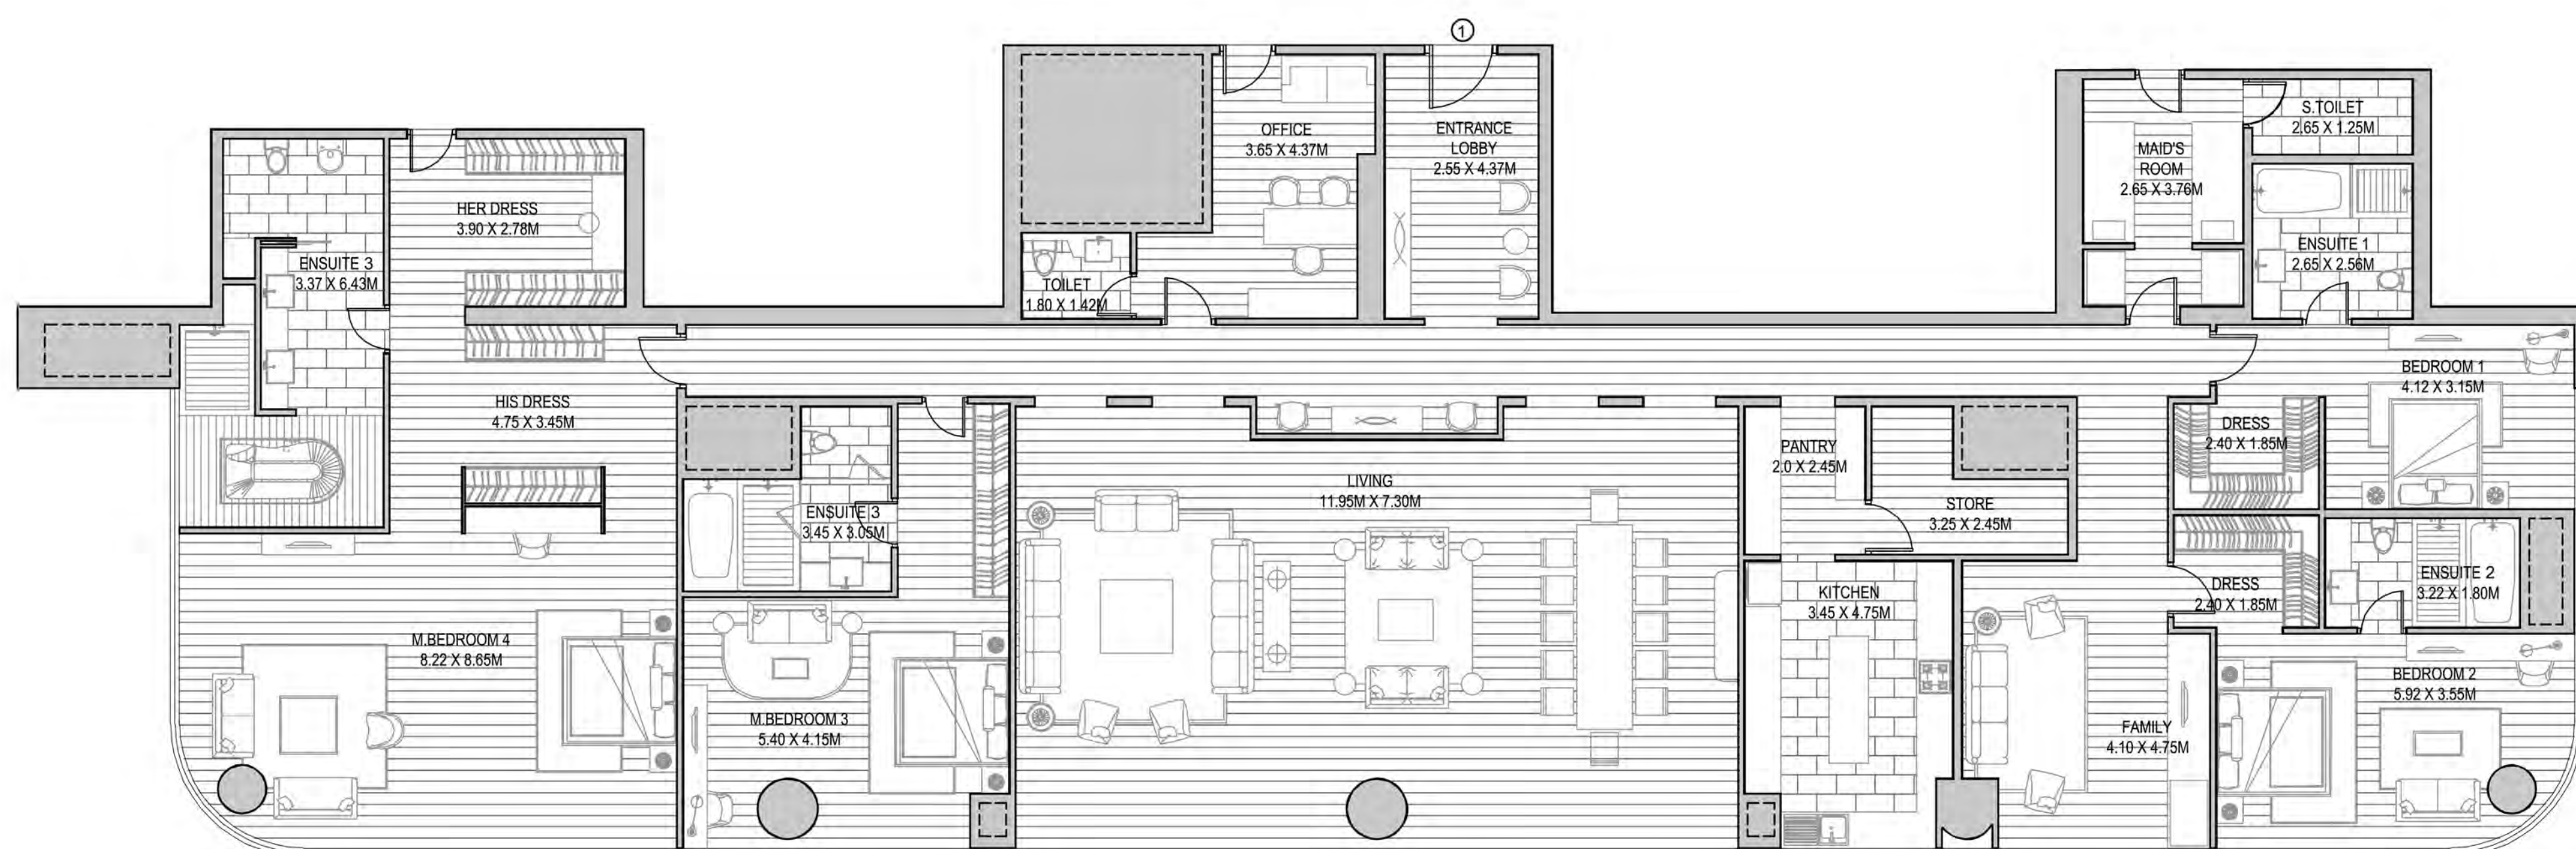 1
OFFICE
3.65 X 4.37M
ENTRANCE
LOBBY
2.55 X 4.37M
S.TOILET
2.65 X 1.25M
MAID'S
ROOM
2.65 X 3.76M
HER DRESS
3.90 X 2.78M
ENSUITE 3
3.37 X 6.43M
TOILET
1.80 X 1.42M
ENSUITE 1
2.65 X 2.56M
HIS DRESS
4.75 X 3.45M
BEDROOM 1
4.12 X 3.15M
DRESS
2.40 X 1.85M
PANTRY
2.0 X 2.45M
LIVING
11.95M X 7.30M
ENSUITE 3
3.45 X 3.05M
STORE
3.25 X 2.45M
KITCHEN
3.45 X 4.75M
DRESS
2.40 X 1.85M
ENSUITE 2
3.22 X 1.80M
M.BEDROOM 4
8.22 X 8.65M
M.BEDROOM 3
5.40 X 4.15M
FAMILY
4.10 X 4.75M
BEDROOM 2
5.92 X 3.55M